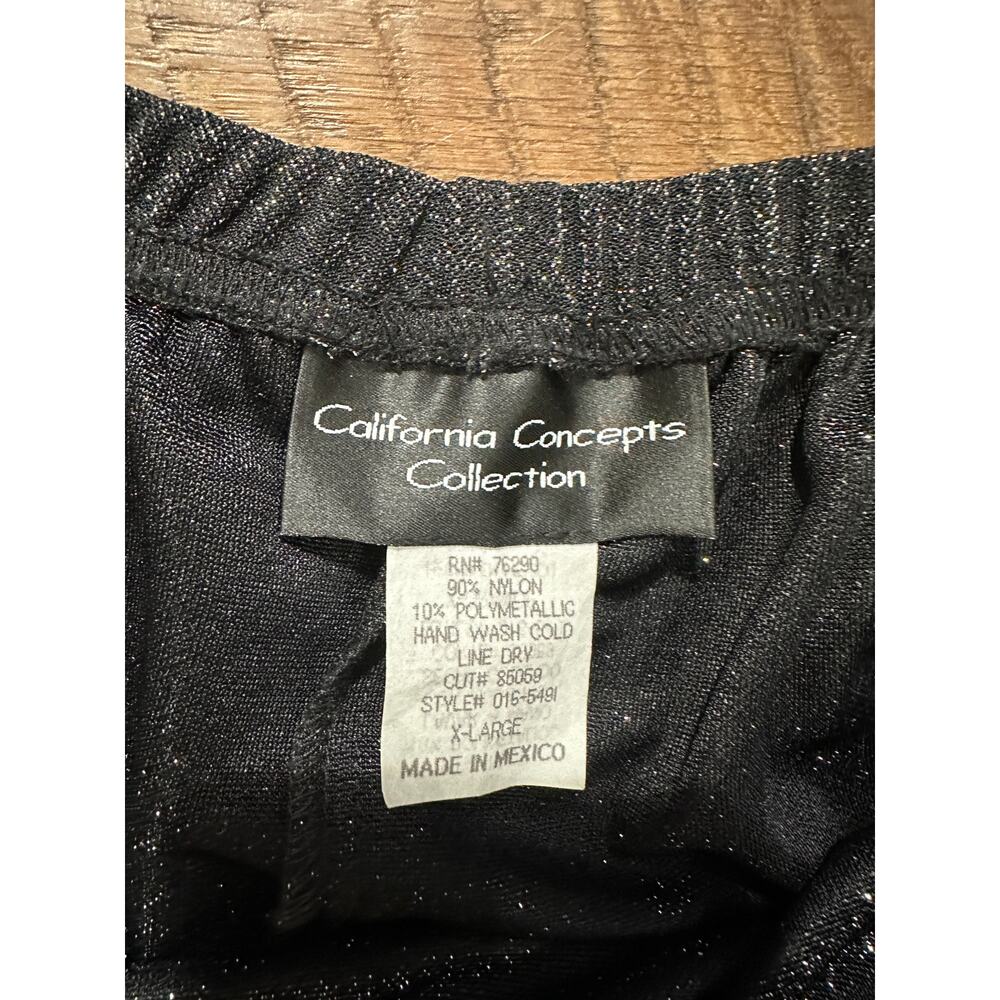 California Concepts
Collection
RN# 76290
90% NYLON
10% POLYMETALLIC
HAND WASH COLD
LINE DRY
CUT# 85059
STYLE# 016-5491
X-LARGE
MADE IN MEXICO